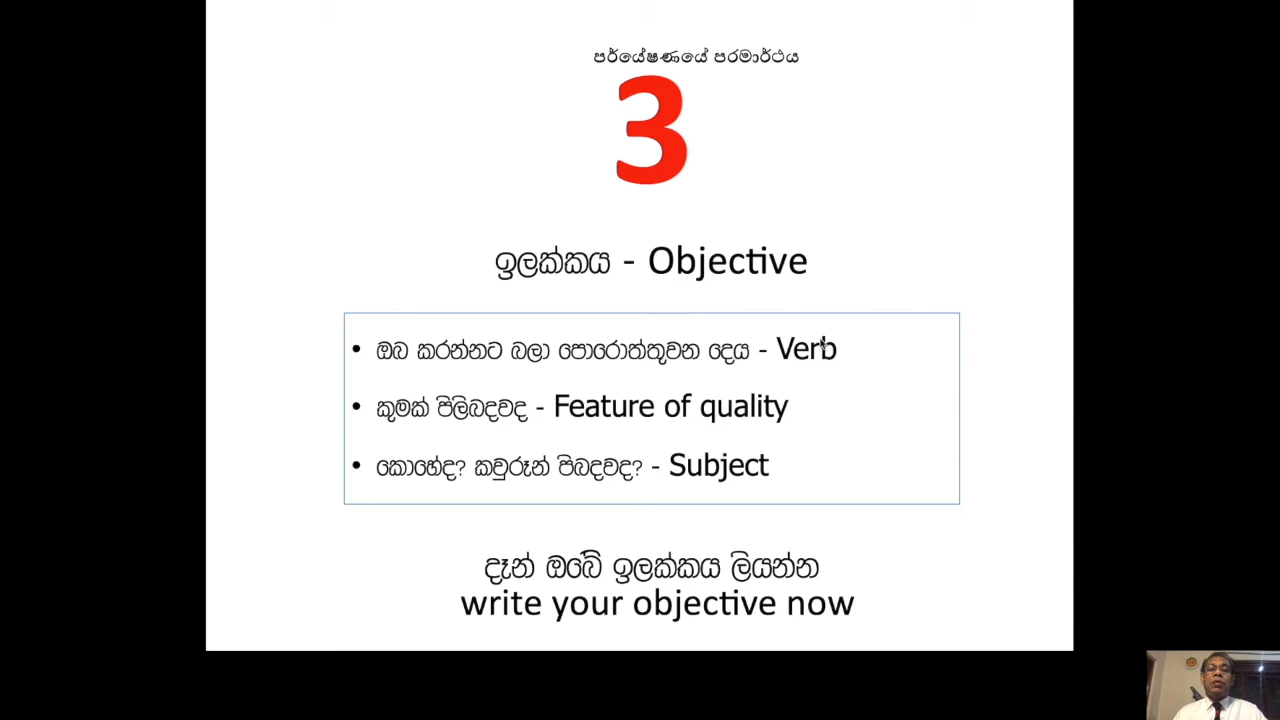 පර්යේෂණයේ පරමාර්ථය
3
ඉලක්කය - Objective
• ඔබ කරන්නට බලා පොරොත්තුවන දෙය - Verb
• කුමක් පිලිබදවද - Feature of quality
• කොහේද? කවුරුන් පිබදවද? - Subject
දැන් ඔබේ ඉලක්කය ලියන්න
write your objective now